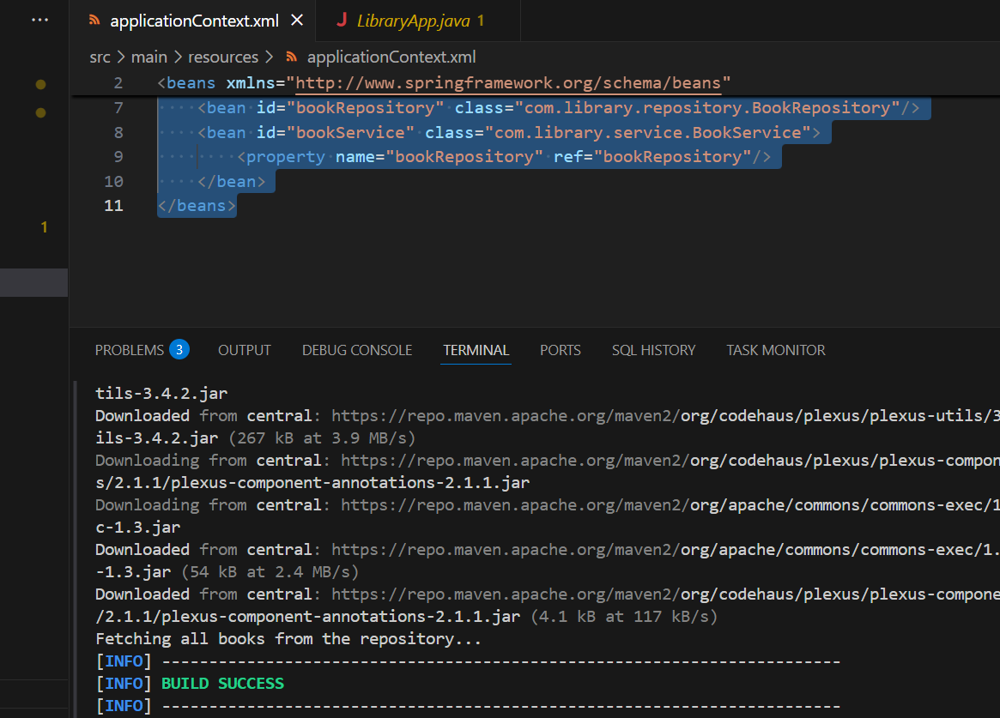 ··· applicationContext.xml × J LibraryApp.java 1
src > main > resources > applicationContext.xml
2 <beans xmlns="http://www.springframework.org/schema/beans"
7 <bean id="bookRepository" class="com.library.repository.BookRepository"/>
8 <bean id="bookService" class="com.library.service.BookService">
9 <property name="bookRepository" ref="bookRepository"/>
10 </bean>
11 </beans>
1
PROBLEMS 3 OUTPUT DEBUG CONSOLE TERMINAL PORTS SQL HISTORY TASK MONITOR
tils-3.4.2.jar
Downloaded from central: https://repo.maven.apache.org/maven2/org/codehaus/plexus/plexus-utils/3
ils-3.4.2.jar (267 kB at 3.9 MB/s)
Downloading from central: https://repo.maven.apache.org/maven2/org/codehaus/plexus/plexus-compon
s/2.1.1/plexus-component-annotations-2.1.1.jar
Downloading from central: https://repo.maven.apache.org/maven2/org/apache/commons/commons-exec/1
c-1.3.jar
Downloaded from central: https://repo.maven.apache.org/maven2/org/apache/commons/commons-exec/1.
-1.3.jar (54 kB at 2.4 MB/s)
Downloaded from central: https://repo.maven.apache.org/maven2/org/codehaus/plexus/plexus-compone
/2.1.1/plexus-component-annotations-2.1.1.jar (4.1 kB at 117 kB/s)
Fetching all books from the repository...
[INFO] ------------------------------------------------------------------------
[INFO] BUILD SUCCESS
[INFO] ------------------------------------------------------------------------